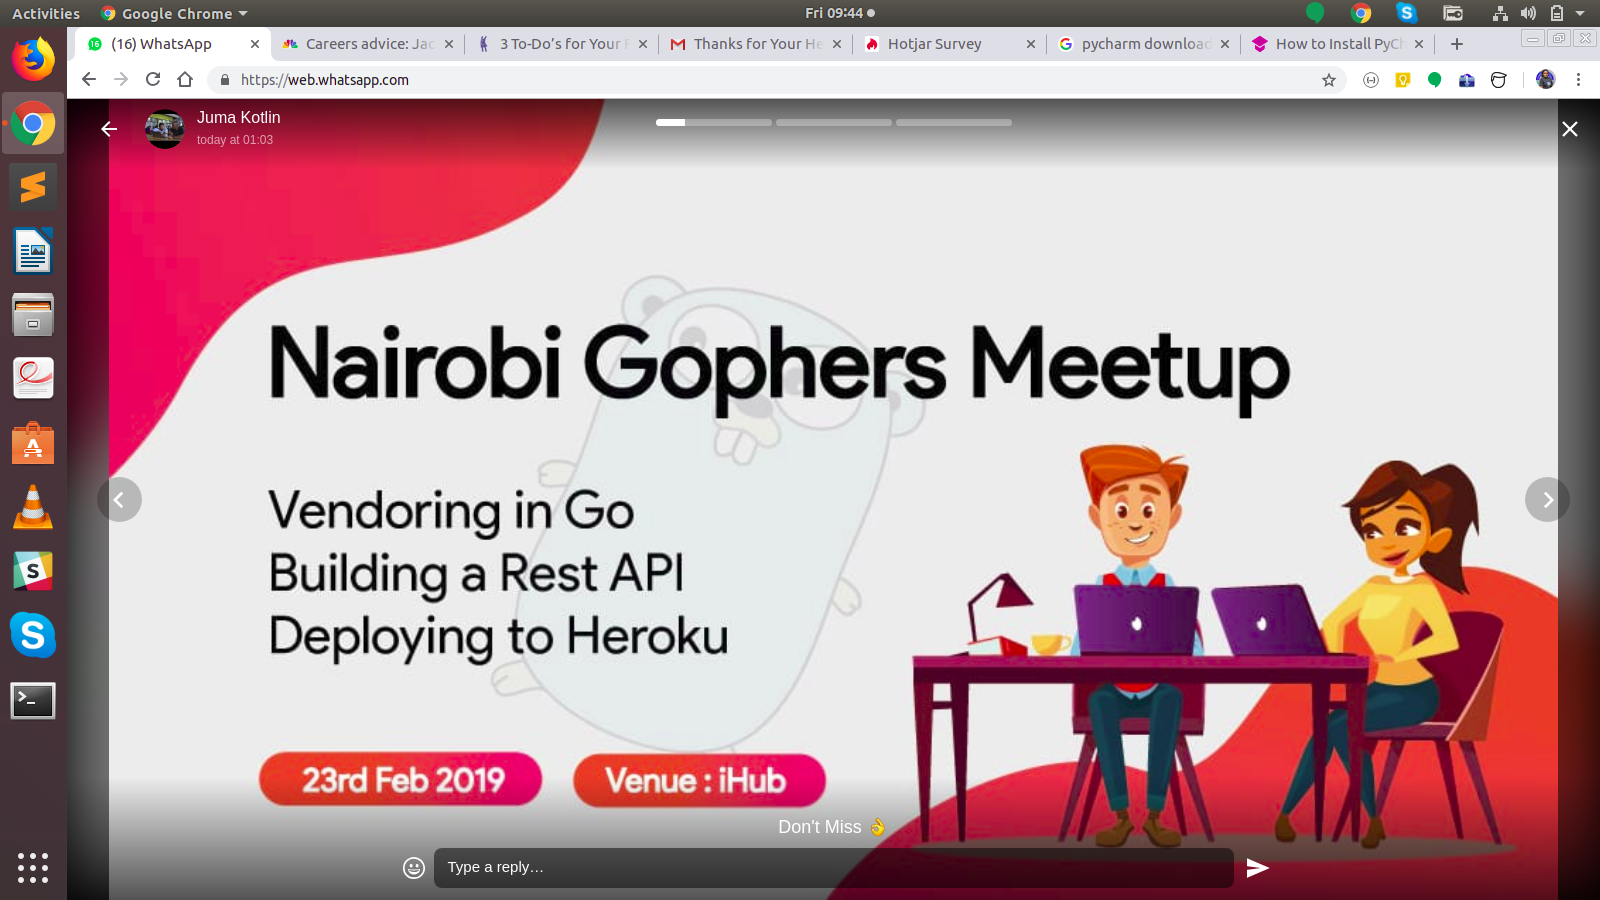 Activities
Google Chrome
Fri 09:44
(16) WhatsApp
Careers advice: Jac
3 To-Do's for Your
Thanks for Your He
Hotjar Survey
pycharm download
How to Install PyCh
https://web.whatsapp.com
Juma Kotlin
today at 01:03
Nairobi Gophers Meetup
Vendoring in Go
Building a Rest API
Deploying to Heroku
23rd Feb 2019
Venue : iHub
Don't Miss 👌
Type a reply…